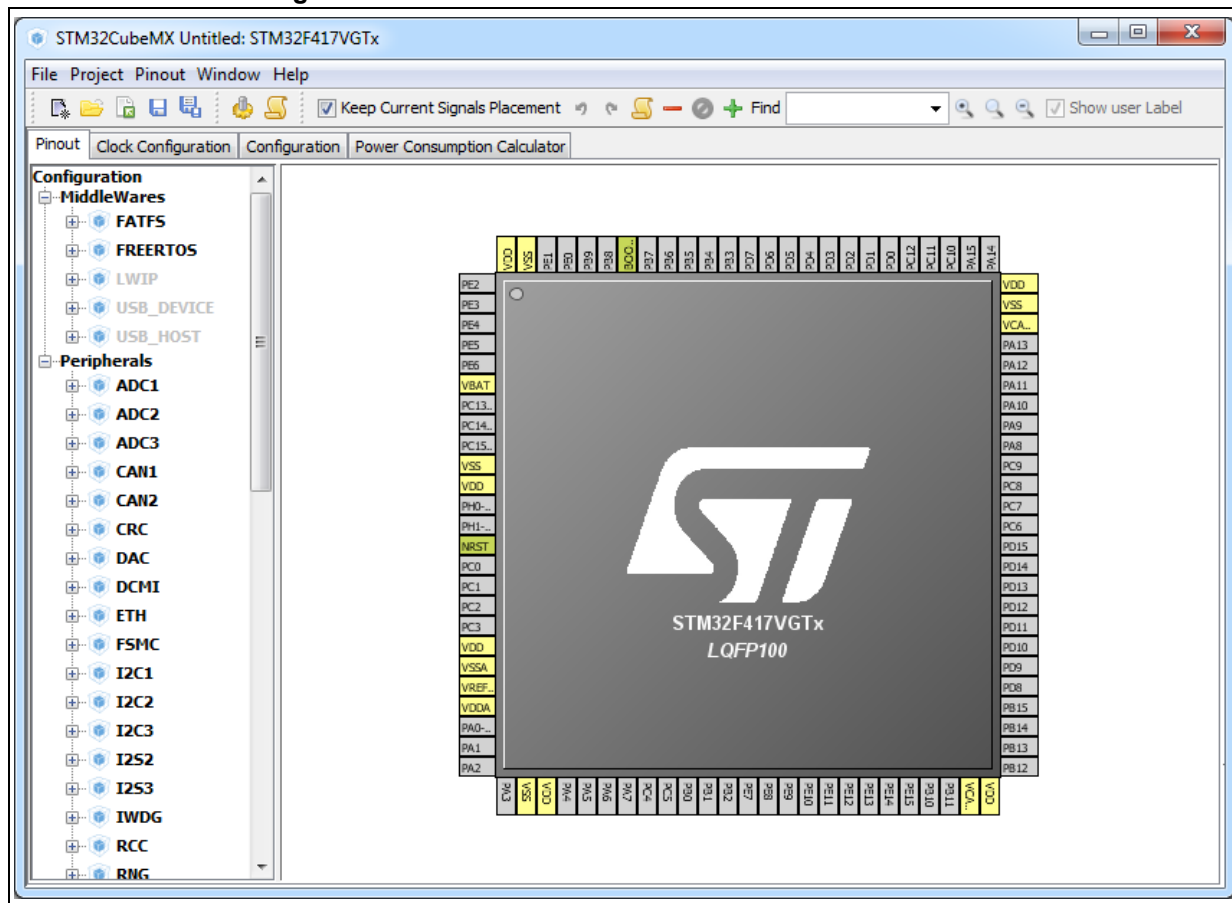 STM32CubeMX Untitled: STM32F417VGTx
File Project Pinout Window Help
Keep Current Signals Placement Find Show user Label
Pinout Clock Configuration Configuration Power Consumption Calculator
Configuration
MiddleWares
FATFS
FREERTOS
LWIP
USB_DEVICE
USB_HOST
Peripherals
ADC1
ADC2
ADC3
CAN1
CAN2
CRC
DAC
DCMI
ETH
FSMC
I2C1
I2C2
I2C3
I2S2
I2S3
IWDG
RCC
RNG
VDD VSS PE1 PE0 PB9 PB8 BOO... PB7 PB6 PB5 PB4 PB3 PD7 PD6 PD5 PD4 PD3 PD2 PD1 PD0 PC12 PC11 PC10 PA15 PA14
PE2
PE3
PE4
PE5
PE6
VBAT
PC13..
PC14..
PC15..
VSS
VDD
PH0-..
PH1-..
NRST
PC0
PC1
PC2
PC3
VDD
VSSA
VREF..
VDDA
PA0-..
PA1
PA2
STM32F417VGTx
LQFP100
VDD
VSS
VCA..
PA13
PA12
PA11
PA10
PA9
PA8
PC9
PC8
PC7
PC6
PD15
PD14
PD13
PD12
PD11
PD10
PD9
PD8
PB15
PB14
PB13
PB12
PA3 VSS VDD PA4 PA5 PA6 PA7 PC4 PC5 PB0 PB1 PB2 PE7 PE8 PE9 PE10 PE11 PE12 PE13 PE14 PE15 PB10 PB11 VCA... VDD